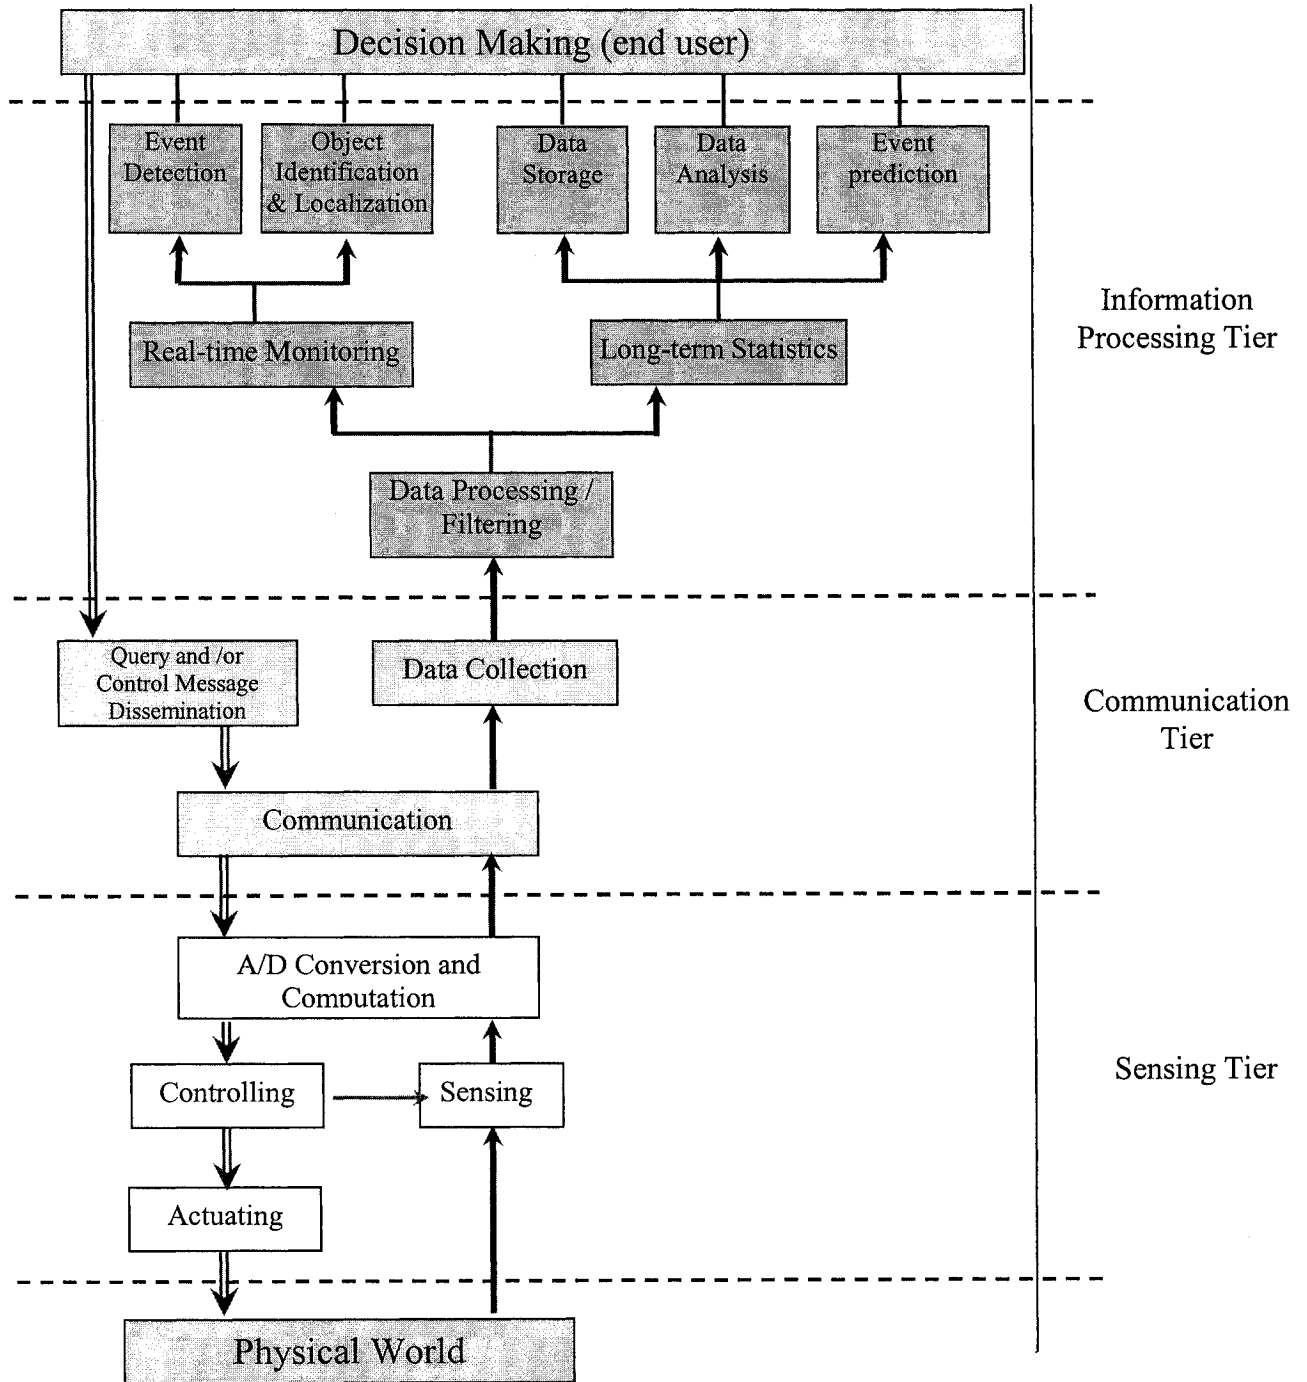 Decision Making (end user)
Event
Detection
Object
Identification
& Localization
Data
Storage
Data
Analysis
Event
prediction
Information
Processing Tier
Real-time Monitoring
Long-term Statistics
Data Processing /
Filtering
Query and /or
Control Message
Dissemination
Data Collection
Communication
Tier
Communication
A/D Conversion and
Computation
Controlling
Sensing
Sensing Tier
Actuating
Physical World